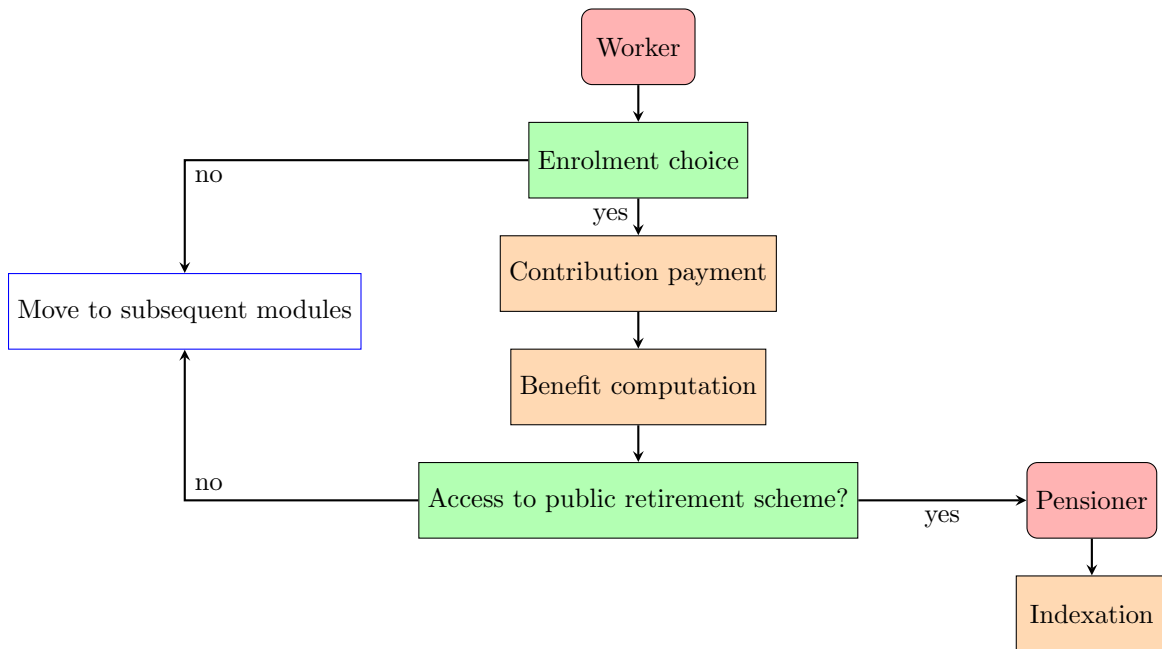 Worker
Enrolment choice
no
yes
Contribution payment
Move to subsequent modules
Benefit computation
no
Access to public retirement scheme?
yes
Pensioner
Indexation